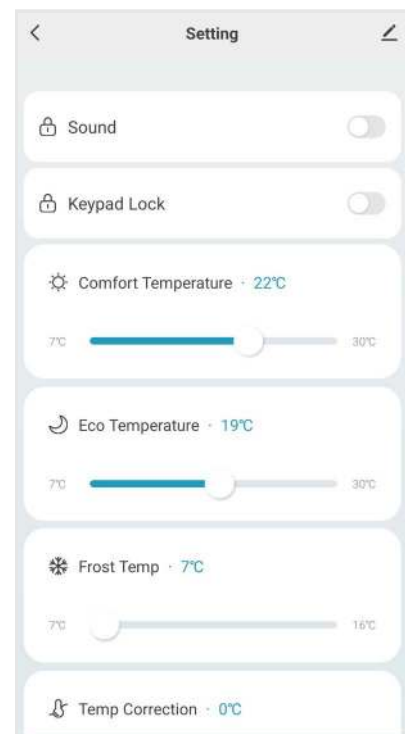 Setting
Sound
Keypad Lock
Comfort Temperature · 22℃
7℃ 30℃
Eco Temperature · 19℃
7℃ 30℃
Frost Temp · 7℃
7℃ 16℃
Temp Correction · 0℃